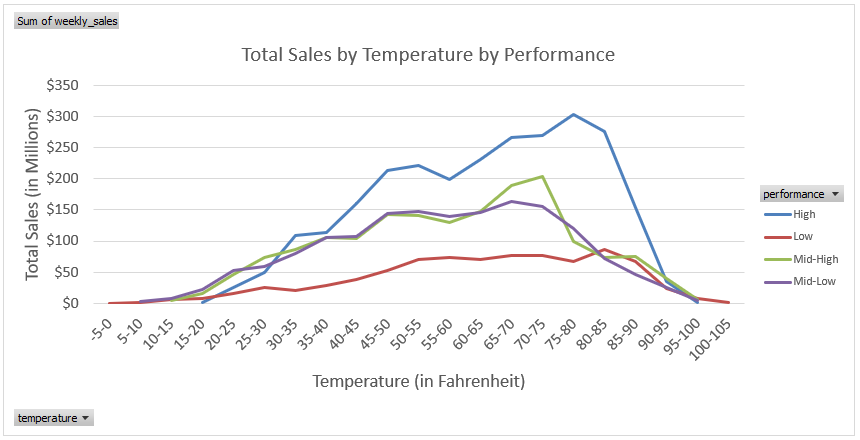 Sum of weekly_sales
Total Sales by Temperature by Performance
Total Sales (in Millions)
$350
$300
$250
$200
$150
$100
$50
$0
-5-0
5-10
10-15
15-20
20-25
25-30
30-35
35-40
40-45
45-50
50-55
55-60
60-65
65-70
70-75
75-80
80-85
85-90
90-95
95-100
100-105
Temperature (in Fahrenheit)
performance
High
Low
Mid-High
Mid-Low
temperature